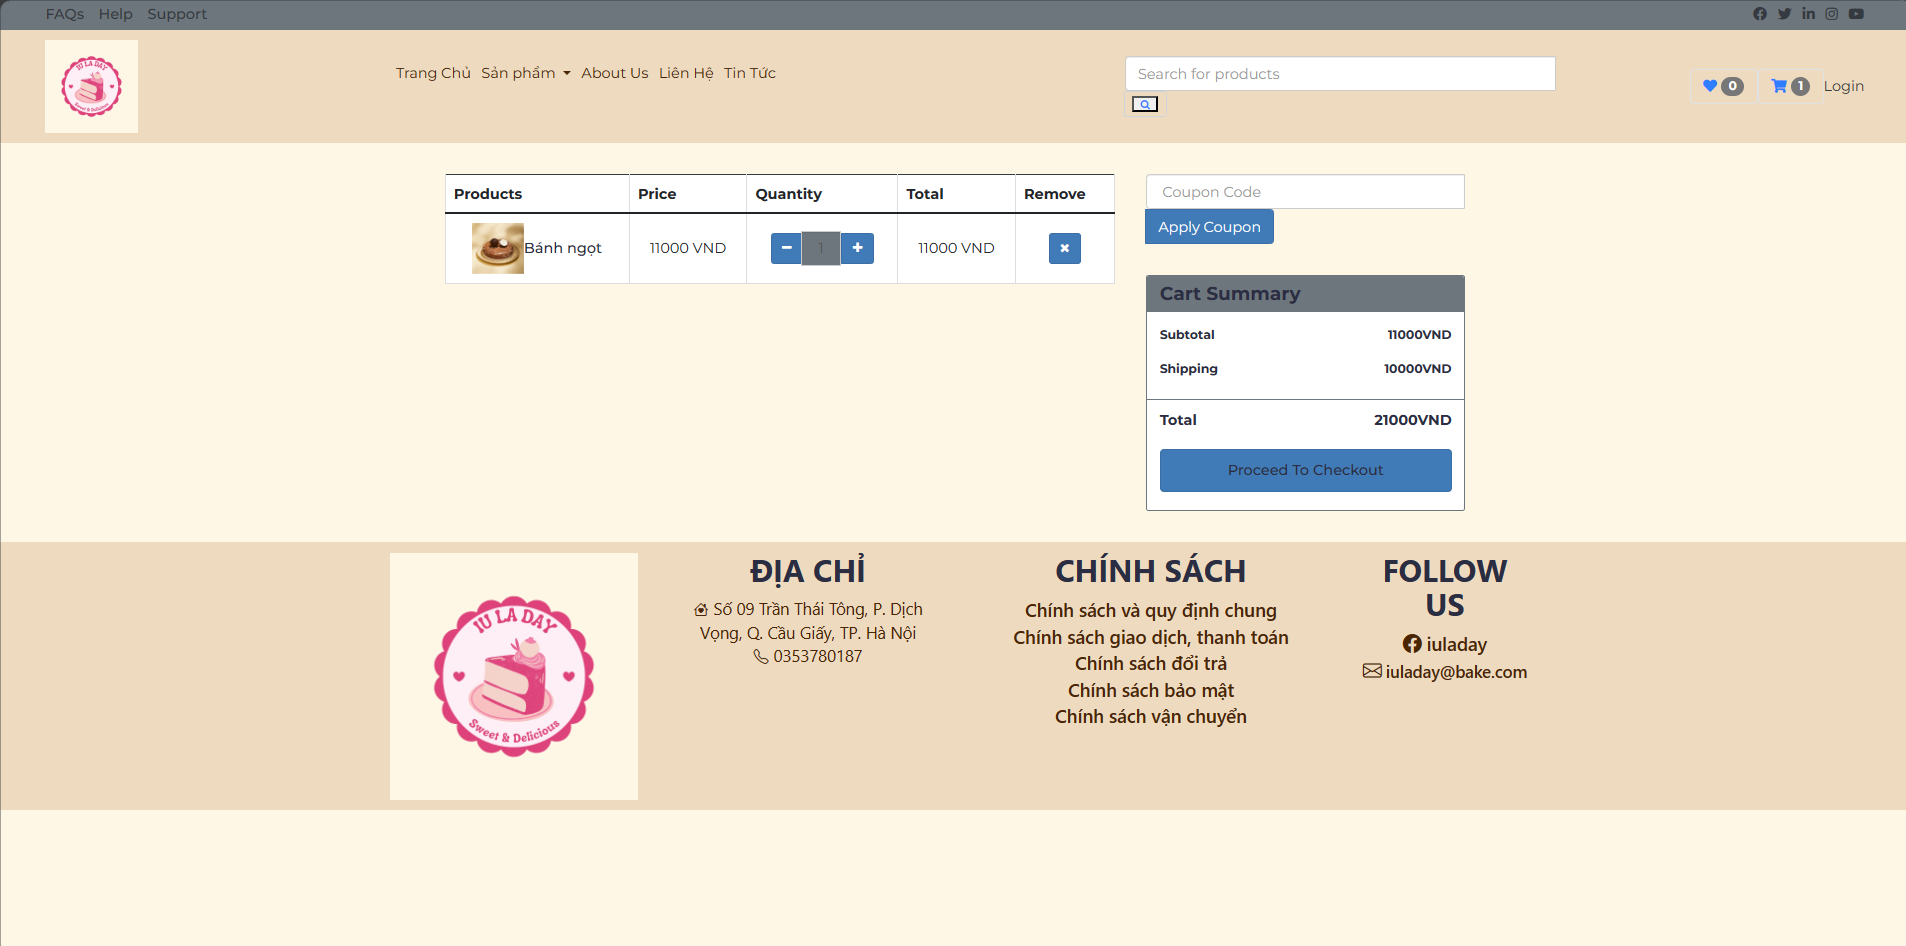 FAQs Help Support
IU LA DAY
Sweet & Delicious
Trang Chủ Sản phẩm About Us Liên Hệ Tin Tức
Search for products
0 1 Login
Products Price Quantity Total Remove
Bánh ngọt 11000 VND 1 11000 VND
Coupon Code
Apply Coupon
Cart Summary
Subtotal 11000VND
Shipping 10000VND
Total 21000VND
Proceed To Checkout
IU LA DAY
Sweet & Delicious
ĐỊA CHỈ
Số 09 Trần Thái Tông, P. Dịch
Vọng, Q. Cầu Giấy, TP. Hà Nội
0353780187
CHÍNH SÁCH
Chính sách và quy định chung
Chính sách giao dịch, thanh toán
Chính sách đổi trả
Chính sách bảo mật
Chính sách vận chuyển
FOLLOW
US
iuladay
iuladay@bake.com